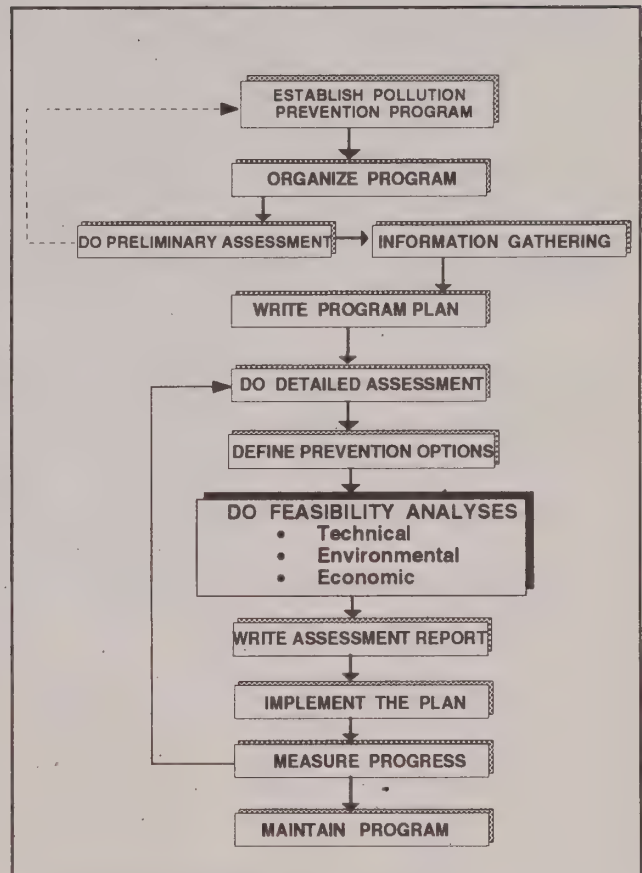 ESTABLISH POLLUTION
PREVENTION PROGRAM
ORGANIZE PROGRAM
DO PRELIMINARY ASSESSMENT
INFORMATION GATHERING
WRITE PROGRAM PLAN
DO DETAILED ASSESSMENT
DEFINE PREVENTION OPTIONS
DO FEASIBILITY ANALYSES
• Technical
• Environmental
• Economic
WRITE ASSESSMENT REPORT
IMPLEMENT THE PLAN
MEASURE PROGRESS
MAINTAIN PROGRAM